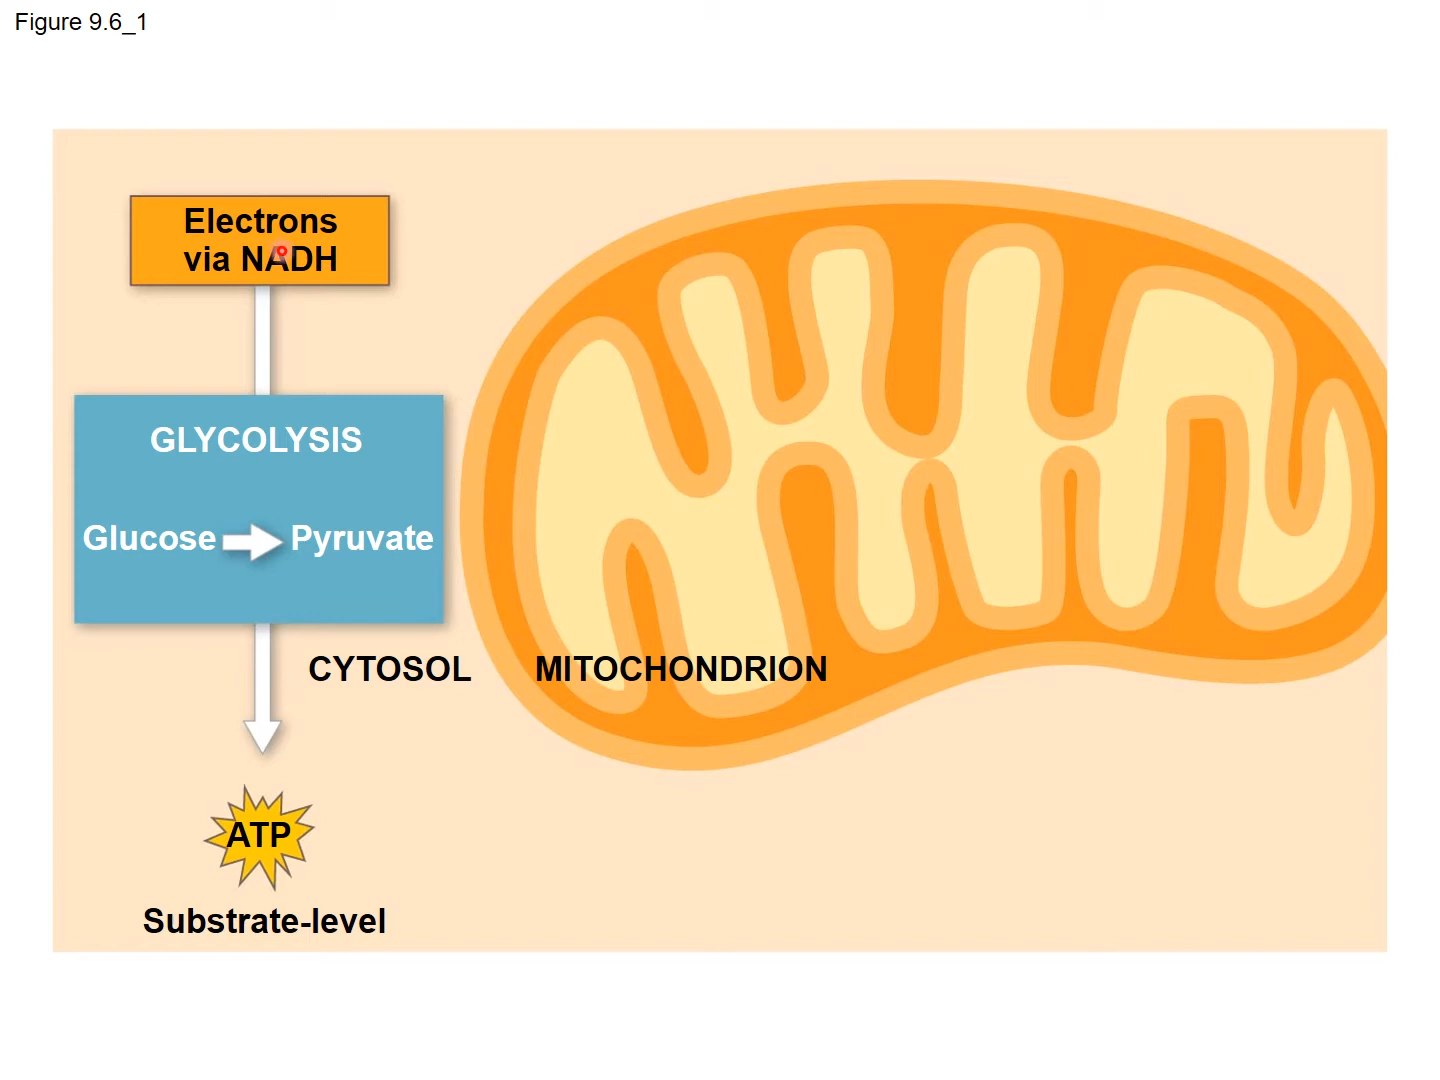 Figure 9.6_1
Electrons
via NADH
GLYCOLYSIS
Glucose Pyruvate
CYTOSOL MITOCHONDRION
ATP
Substrate-level